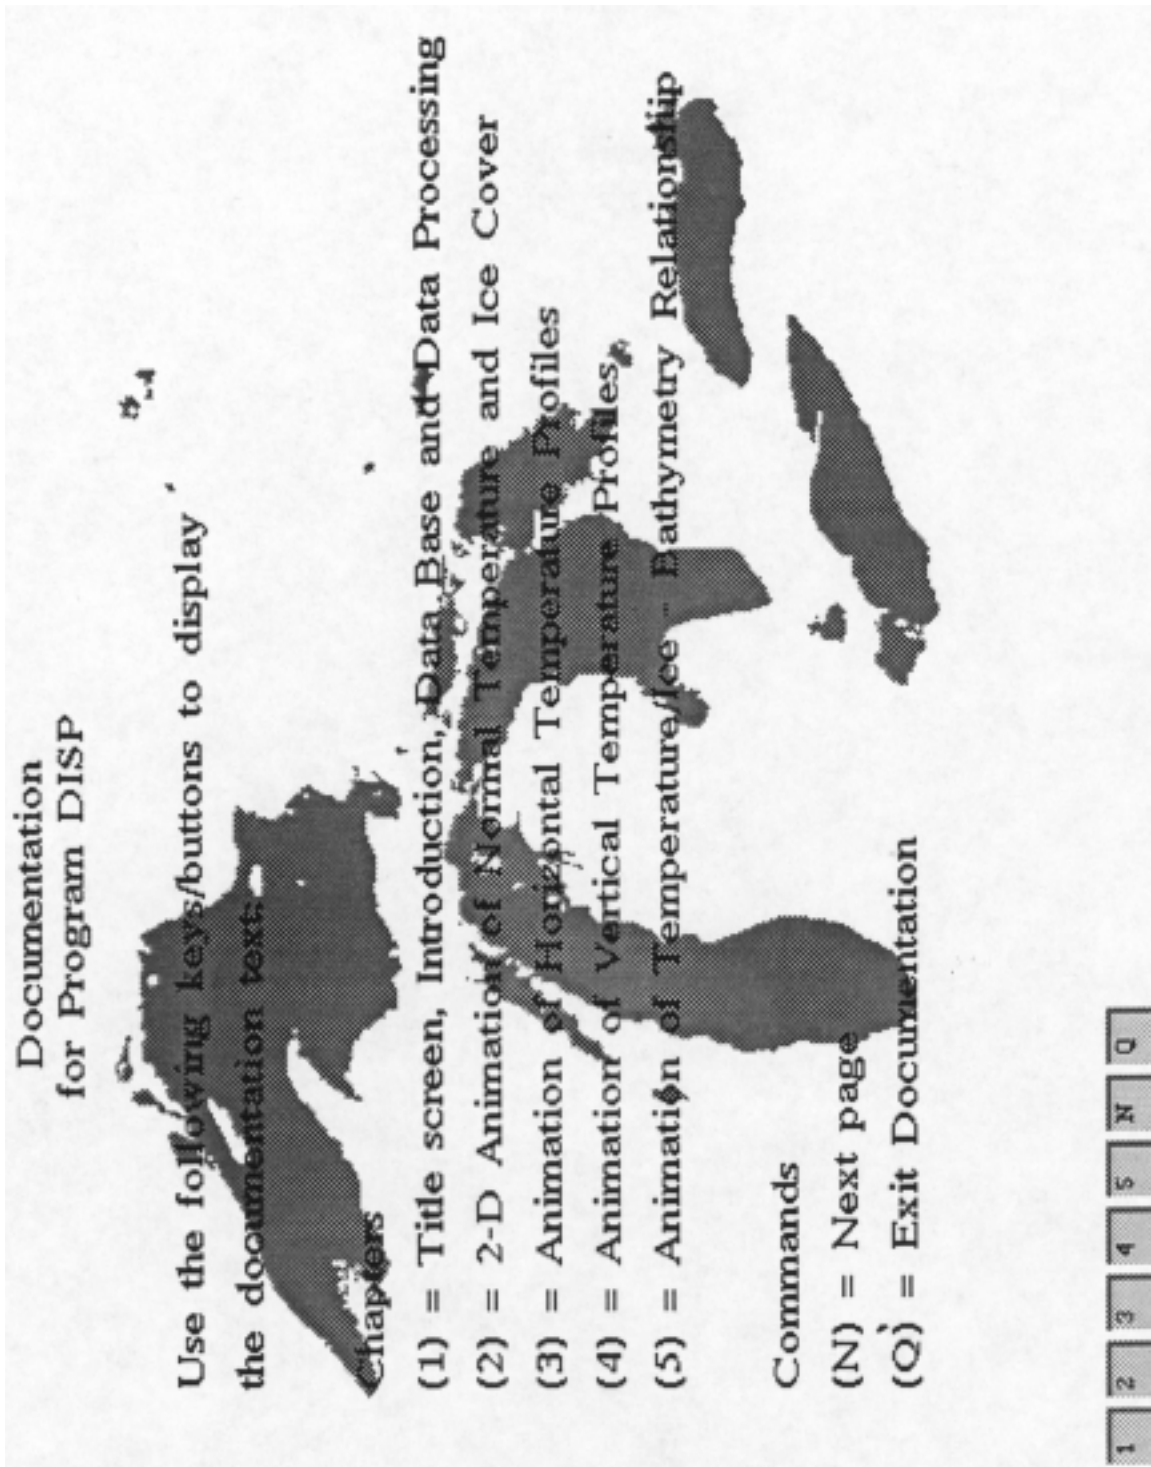 Documentation
for Program DISP
Use the following keys/buttons to display
the documentation text:
Chapters
(1) = Title screen, Introduction, Data Base and Data Processing
(2) = 2-D Animation of Normal Temperature and Ice Cover
(3) = Animation of Horizontal Temperature Profiles
(4) = Animation of Vertical Temperature Profiles
(5) = Animation of Temperature/Ice - Bathymetry Relationship
Commands
(N) = Next page
(Q) = Exit Documentation
1 2 3 4 5 N Q